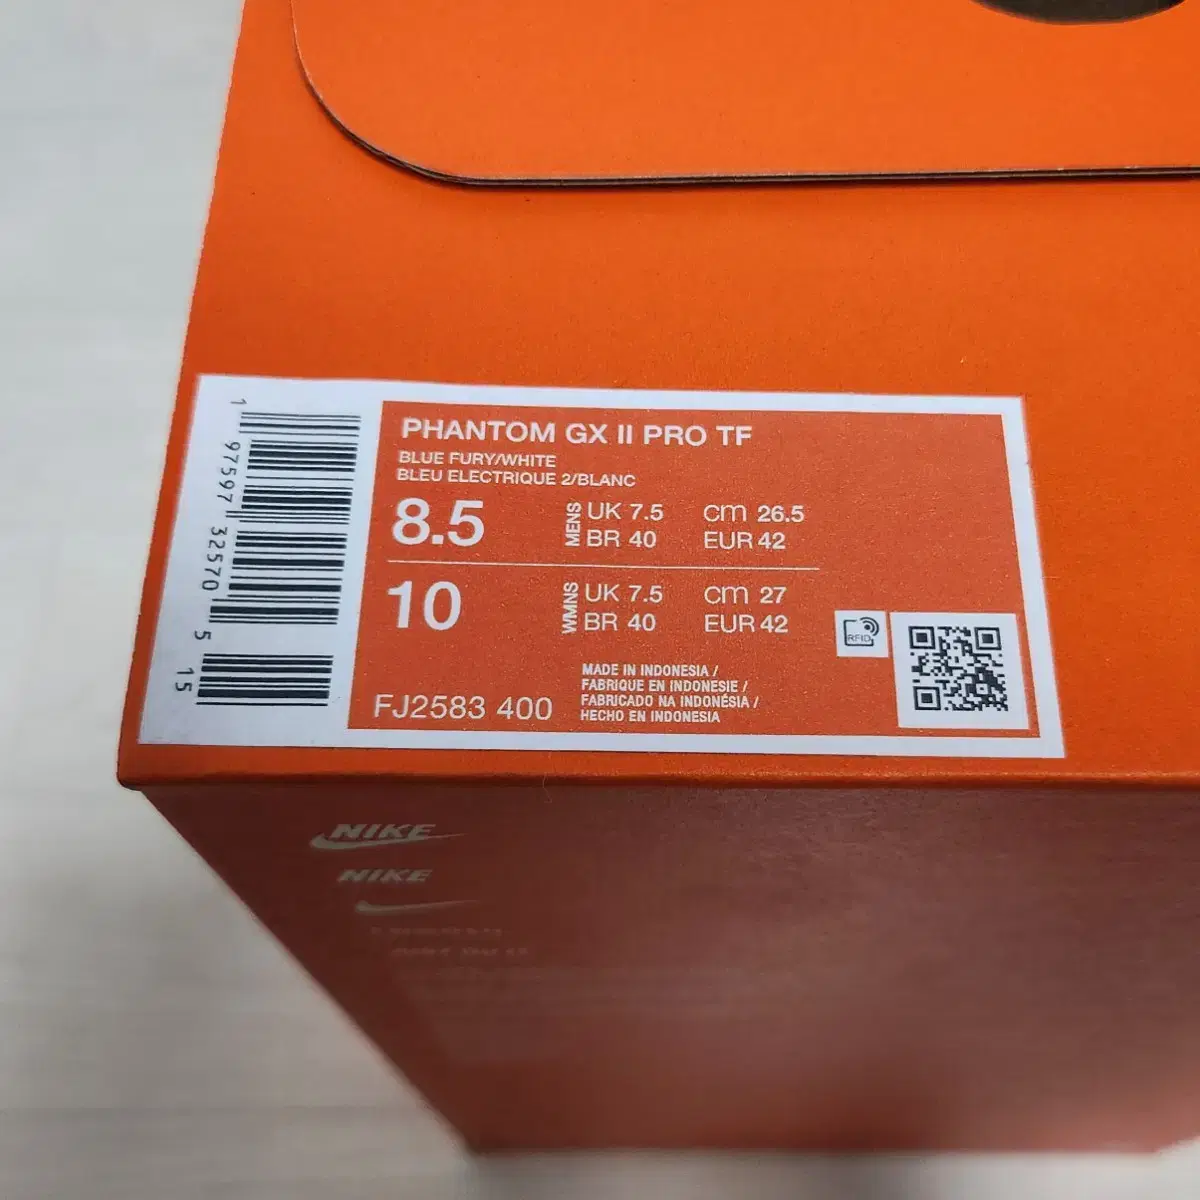 PHANTOM GX II PRO TF
BLUE FURY/WHITE
BLEU ELECTRIQUE 2/BLANC
8.5 MENS UK 7.5 cm 26.5
BR 40 EUR 42
10 WMNS UK 7.5 cm 27
BR 40 EUR 42
FJ2583 400
MADE IN INDONESIA /
FABRIQUE EN INDONESIE /
FABRICADO NA INDONÉSIA /
HECHO EN INDONESIA
RFID
1 97597 32570 5 15
NIKE
NIKE